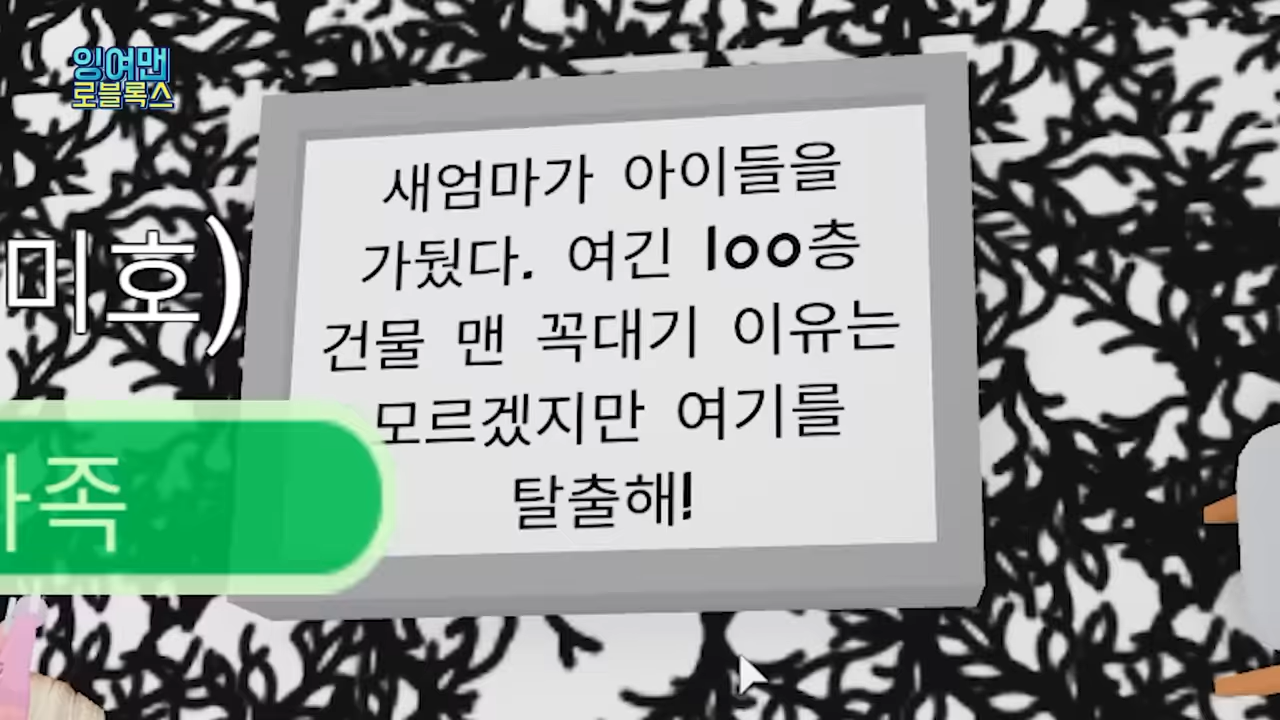 잉여맨
로블록스
새엄마가 아이들을
가뒀다. 여긴 100층
건물 맨 꼭대기 이유는
모르겠지만 여기를
탈출해!
미호)
족